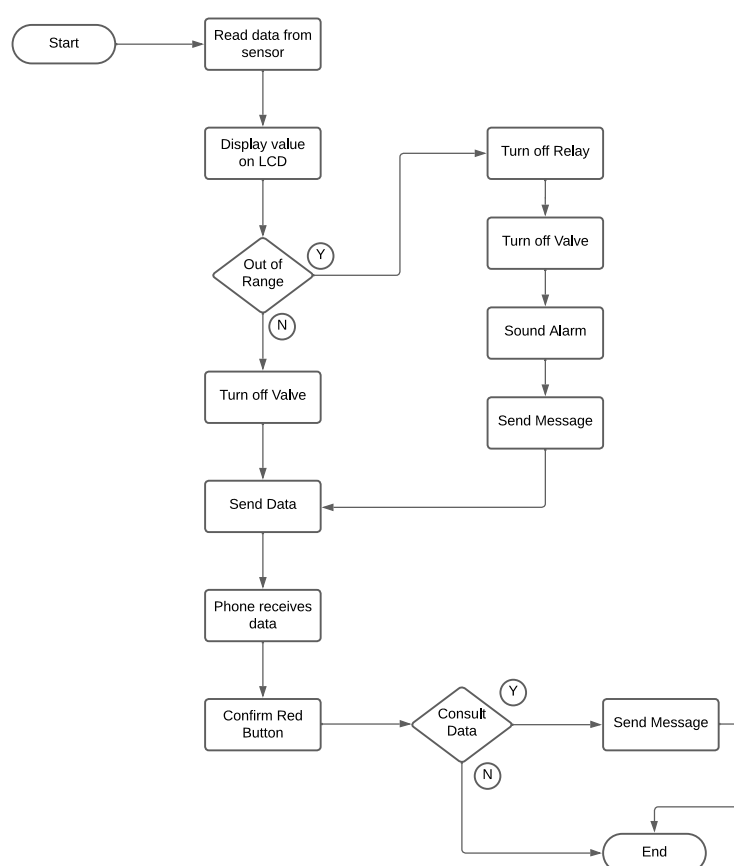 Start
Read data from
sensor
Display value
on LCD
Turn off Relay
Out of
Range
Y
N
Turn off Valve
Sound Alarm
Turn off Valve
Send Message
Send Data
Phone receives
data
Confirm Red
Button
Consult
Data
Y
N
Send Message
End